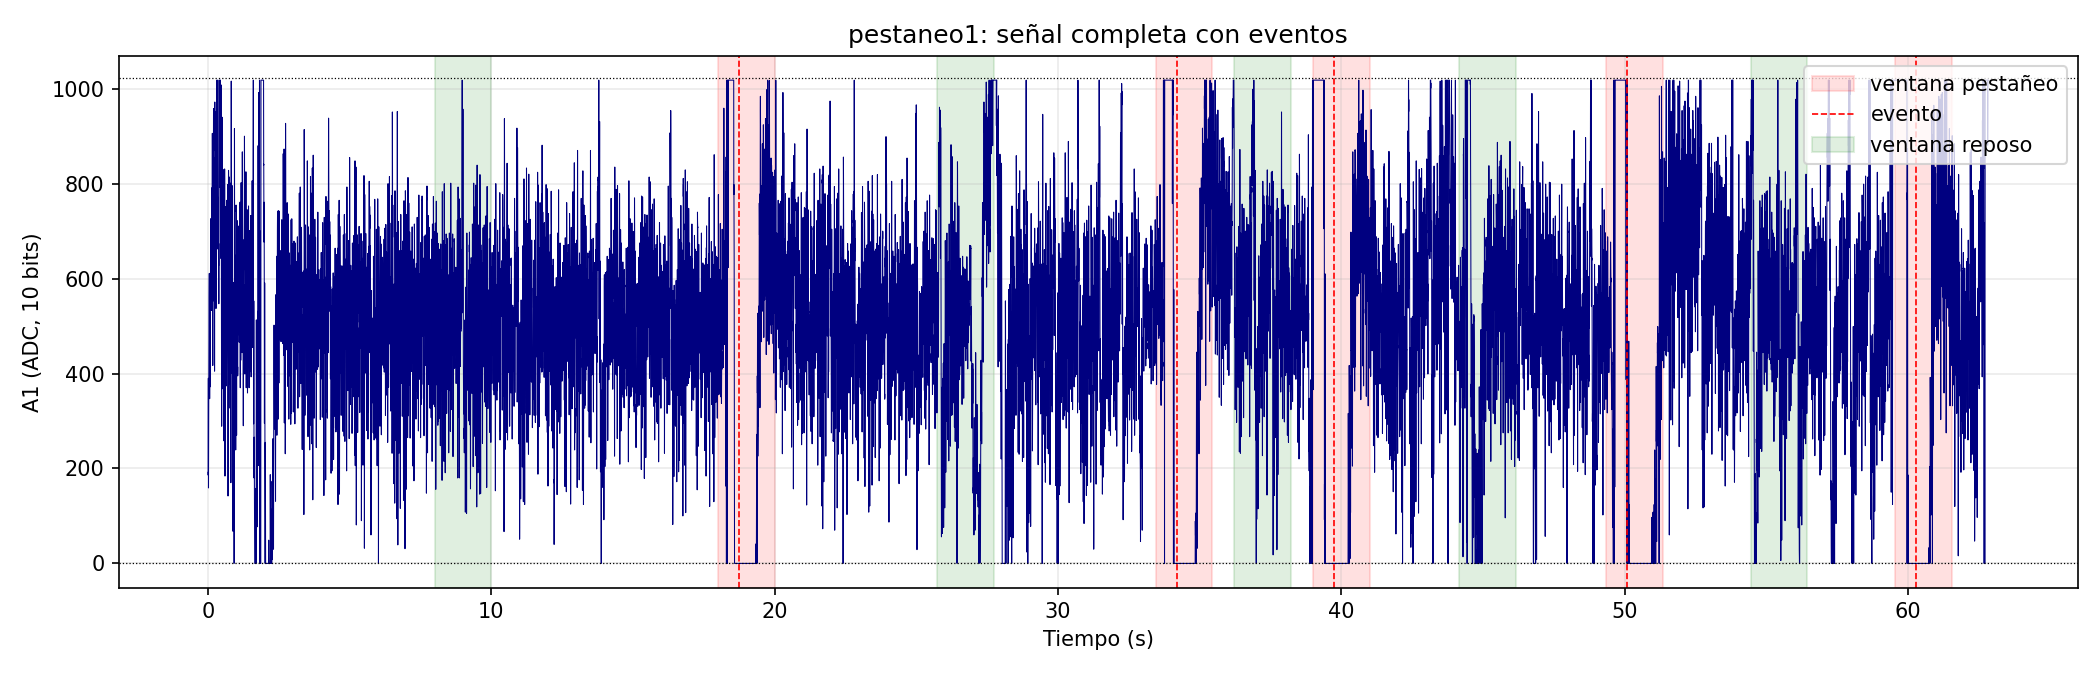 pestaneo1: señal completa con eventos
A1 (ADC, 10 bits)
1000
800
600
400
200
0
ventana pestañeo
evento
ventana reposo
0 10 20 30 40 50 60
Tiempo (s)